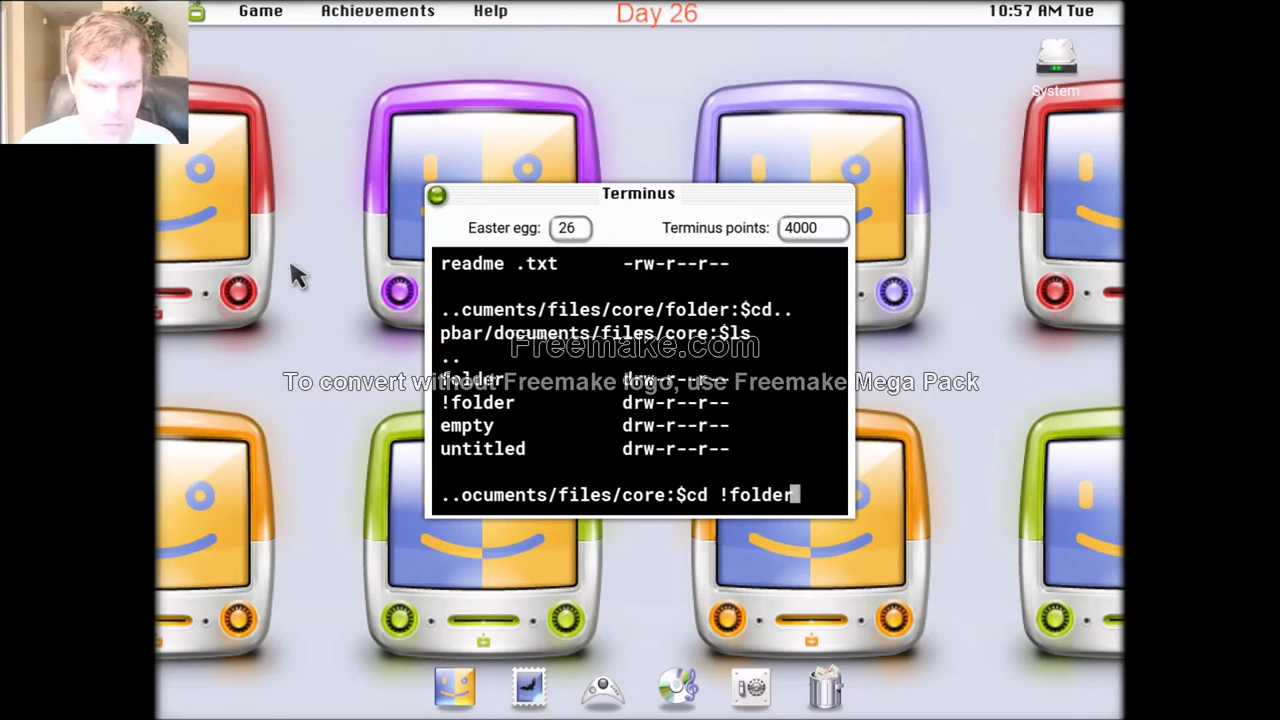 Game Achievements Help Day 26 10:57 AM Tue
System
Terminus
Easter egg: 26 Terminus points: 4000
readme .txt -rw-r--r--
..cuments/files/core/folder:$cd..
pbar/documents/files/core:$ls
Freemake.com
..
To convert without Freemake logo, use Freemake Mega Pack
folder drw-r--r--
!folder drw-r--r--
empty drw-r--r--
untitled drw-r--r--
..ocuments/files/core:$cd !folder